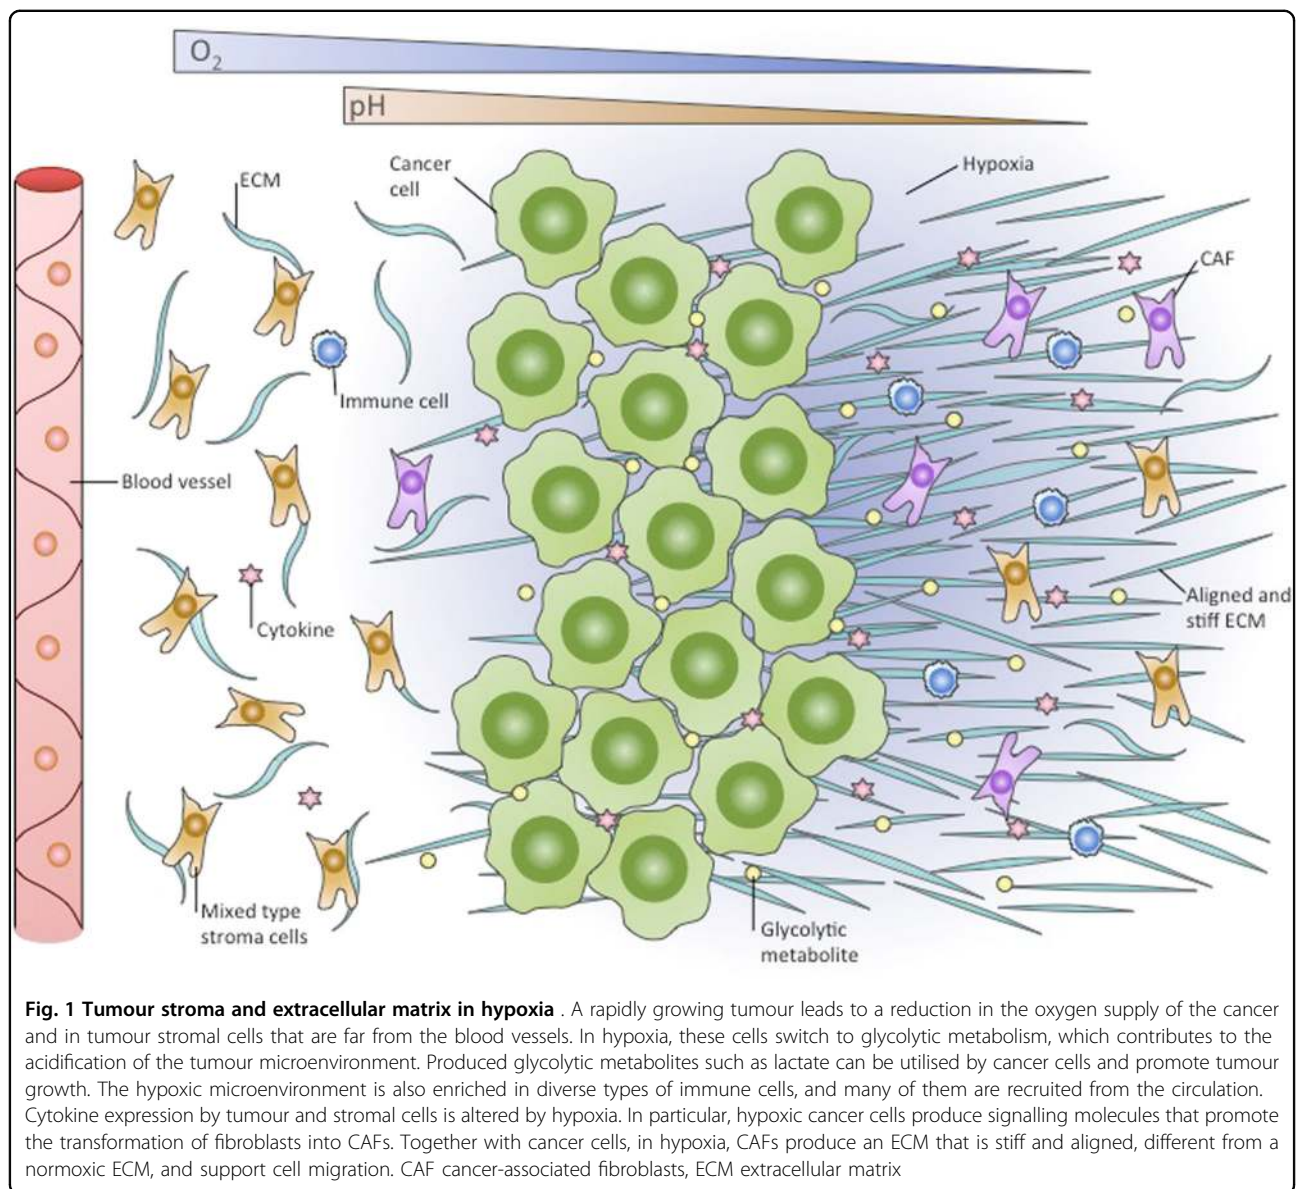 O2
pH
Cancer
cell
Hypoxia
ECM
CAF
Immune cell
Blood vessel
Cytokine
Aligned and
stiff ECM
Mixed type
stroma cells
Glycolytic
metabolite
Fig. 1 Tumour stroma and extracellular matrix in hypoxia . A rapidly growing tumour leads to a reduction in the oxygen supply of the cancer
and in tumour stromal cells that are far from the blood vessels. In hypoxia, these cells switch to glycolytic metabolism, which contributes to the
acidification of the tumour microenvironment. Produced glycolytic metabolites such as lactate can be utilised by cancer cells and promote tumour
growth. The hypoxic microenvironment is also enriched in diverse types of immune cells, and many of them are recruited from the circulation.
Cytokine expression by tumour and stromal cells is altered by hypoxia. In particular, hypoxic cancer cells produce signalling molecules that promote
the transformation of fibroblasts into CAFs. Together with cancer cells, in hypoxia, CAFs produce an ECM that is stiff and aligned, different from a
normoxic ECM, and support cell migration. CAF cancer-associated fibroblasts, ECM extracellular matrix